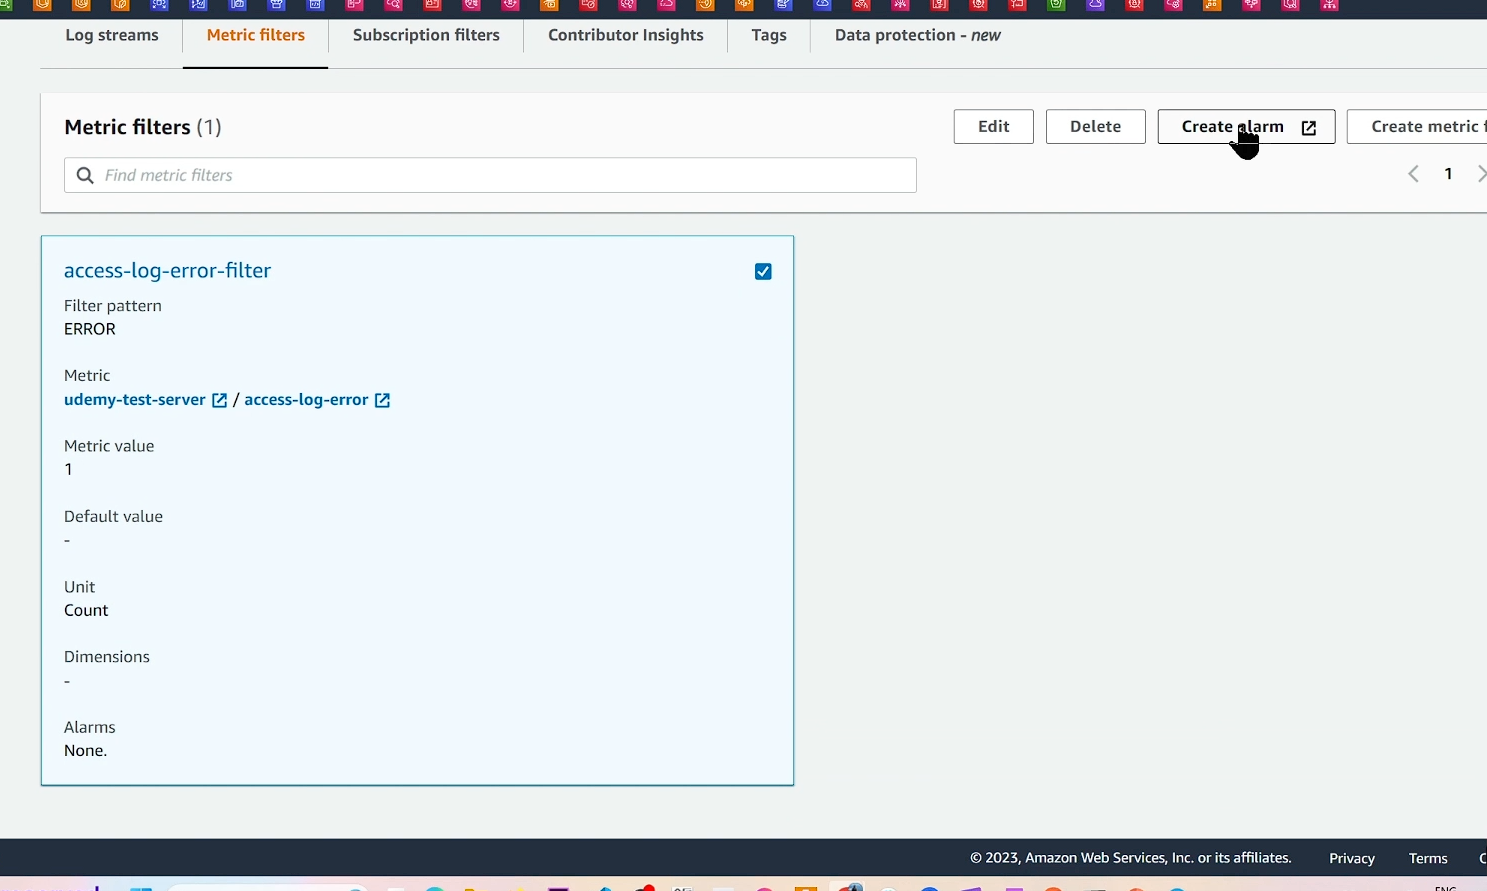 Log streams
Metric filters
Subscription filters
Contributor Insights
Tags
Data protection - new
Metric filters (1)
Edit
Delete
Create alarm
Create metric f
Find metric filters
1
access-log-error-filter
Filter pattern
ERROR
Metric
udemy-test-server / access-log-error
Metric value
1
Default value
-
Unit
Count
Dimensions
-
Alarms
None.
© 2023, Amazon Web Services, Inc. or its affiliates.
Privacy
Terms
C
ENG